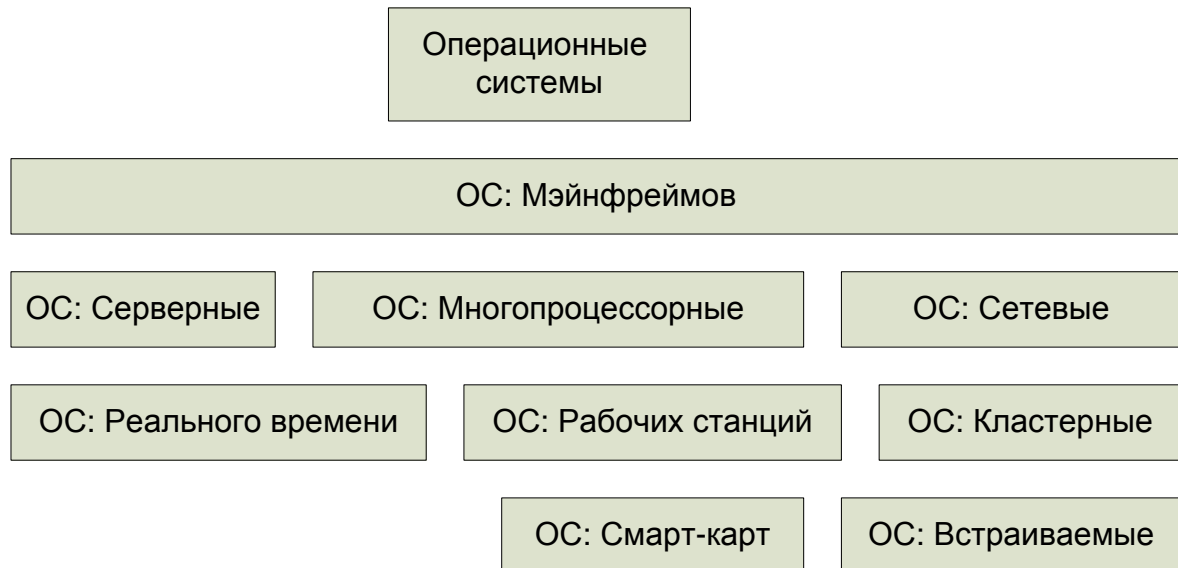 Операционные
системы
ОС: Мэйнфреймов
ОС: Серверные
ОС: Многопроцессорные
ОС: Сетевые
ОС: Реального времени
ОС: Рабочих станций
ОС: Кластерные
ОС: Смарт-карт
ОС: Встраиваемые